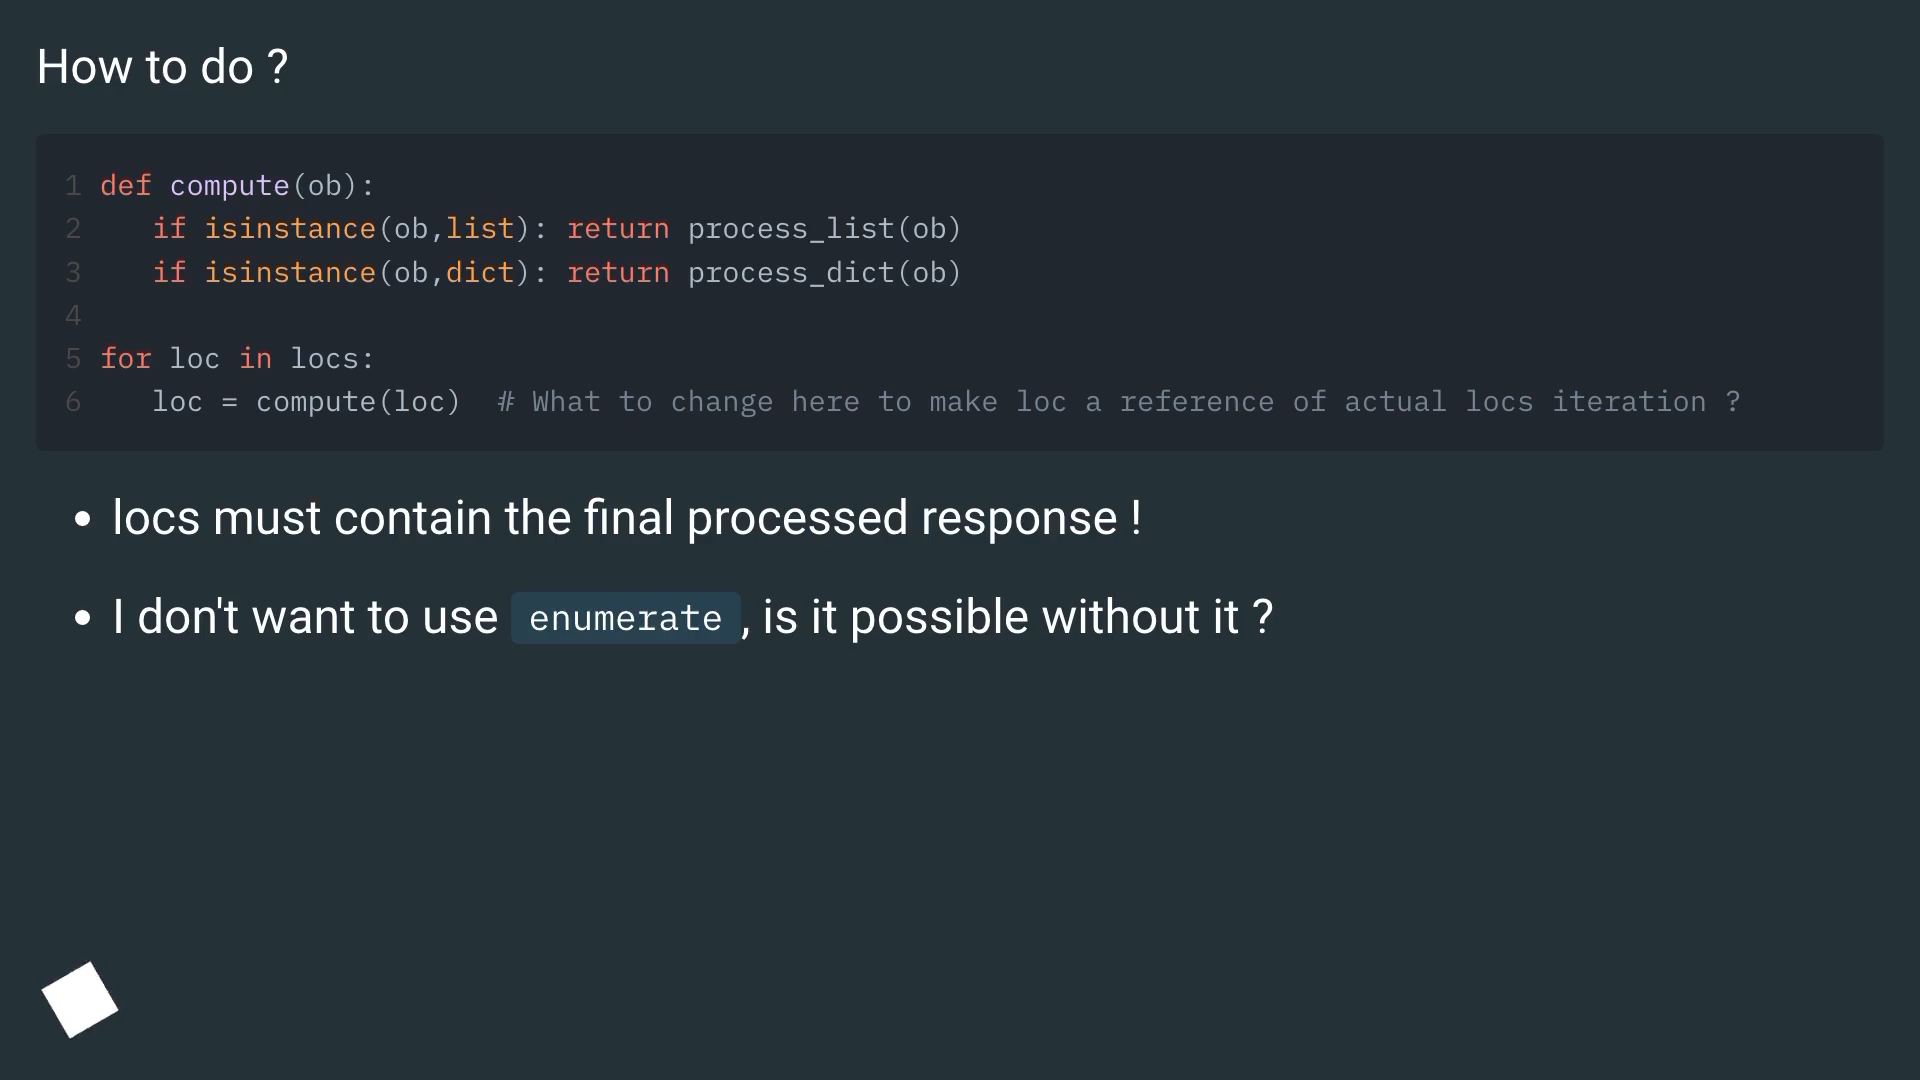 How to do ?
1 def compute(ob):
2    if isinstance(ob,list): return process_list(ob)
3    if isinstance(ob,dict): return process_dict(ob)
4
5 for loc in locs:
6    loc = compute(loc)  # What to change here to make loc a reference of actual locs iteration ?
• locs must contain the final processed response !
• I don't want to use enumerate, is it possible without it ?